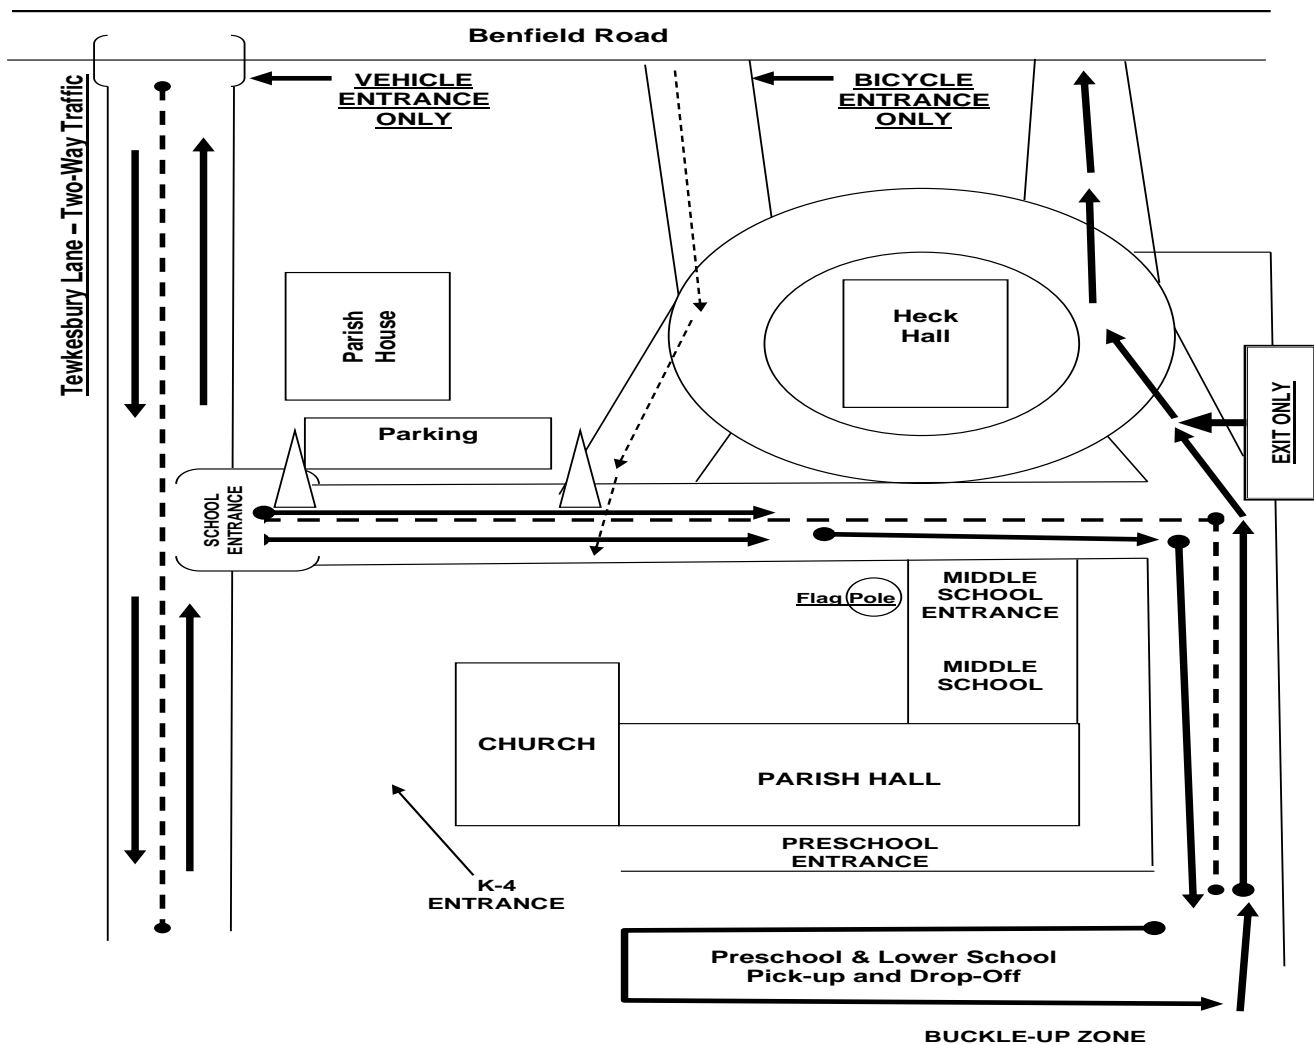 Benfield Road
VEHICLE
ENTRANCE
ONLY
BICYCLE
ENTRANCE
ONLY
Tewkesbury Lane – Two-Way Traffic
Parish
House
Heck
Hall
EXIT ONLY
Parking
SCHOOL
ENTRANCE
Flag Pole
MIDDLE
SCHOOL
ENTRANCE
MIDDLE
SCHOOL
CHURCH
PARISH HALL
PRESCHOOL
ENTRANCE
K-4
ENTRANCE
Preschool & Lower School
Pick-up and Drop-Off
BUCKLE-UP ZONE